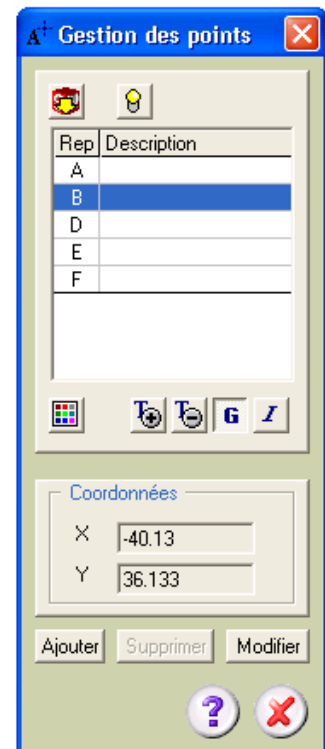 A+ Gestion des points
Rep Description
A
B
D
E
F
T T G I
Coordonnées
X -40.13
Y 36.133
Ajouter Supprimer Modifier
?